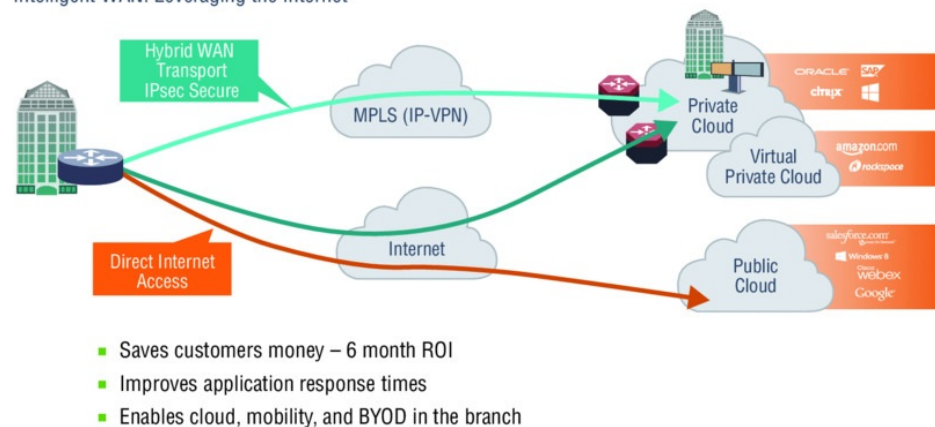 Intelligent WAN: Leveraging the Internet
Hybrid WAN
Transport
IPsec Secure
MPLS (IP-VPN)
Private
Cloud
ORACLE
SAP
CITRIX
Virtual
Private Cloud
amazon.com
rackspace
Direct Internet
Access
Internet
Public
Cloud
salesforce.com
Windows 8
Cisco
webex
Google
Saves customers money – 6 month ROI
Improves application response times
Enables cloud, mobility, and BYOD in the branch